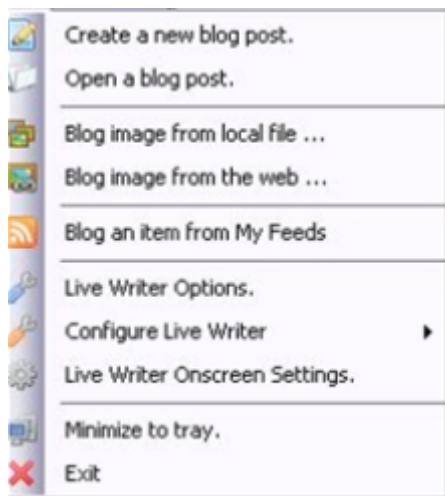 Create a new blog post.
Open a blog post.
Blog image from local file ...
Blog image from the web ...
Blog an item from My Feeds
Live Writer Options.
Configure Live Writer
Live Writer Onscreen Settings.
Minimize to tray.
Exit